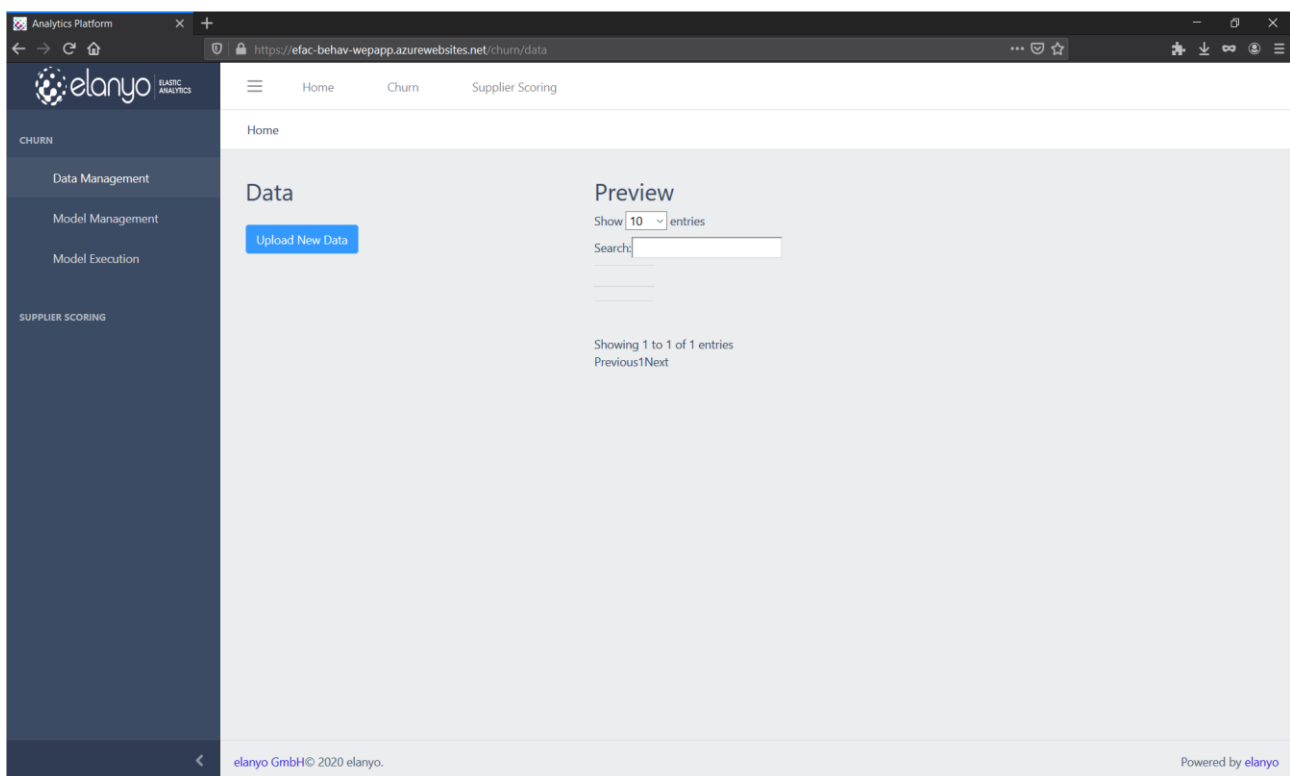 Analytics Platform
https://efac-behav-wepapp.azurewebsites.net/churn/data
elanyo ELASTIC ANALYTICS
Home Churn Supplier Scoring
Home
CHURN
Data Management
Model Management
Model Execution
SUPPLIER SCORING
Data
Upload New Data
Preview
Show 10 entries
Search:
Showing 1 to 1 of 1 entries
Previous1Next
elanyo GmbH© 2020 elanyo.
Powered by elanyo